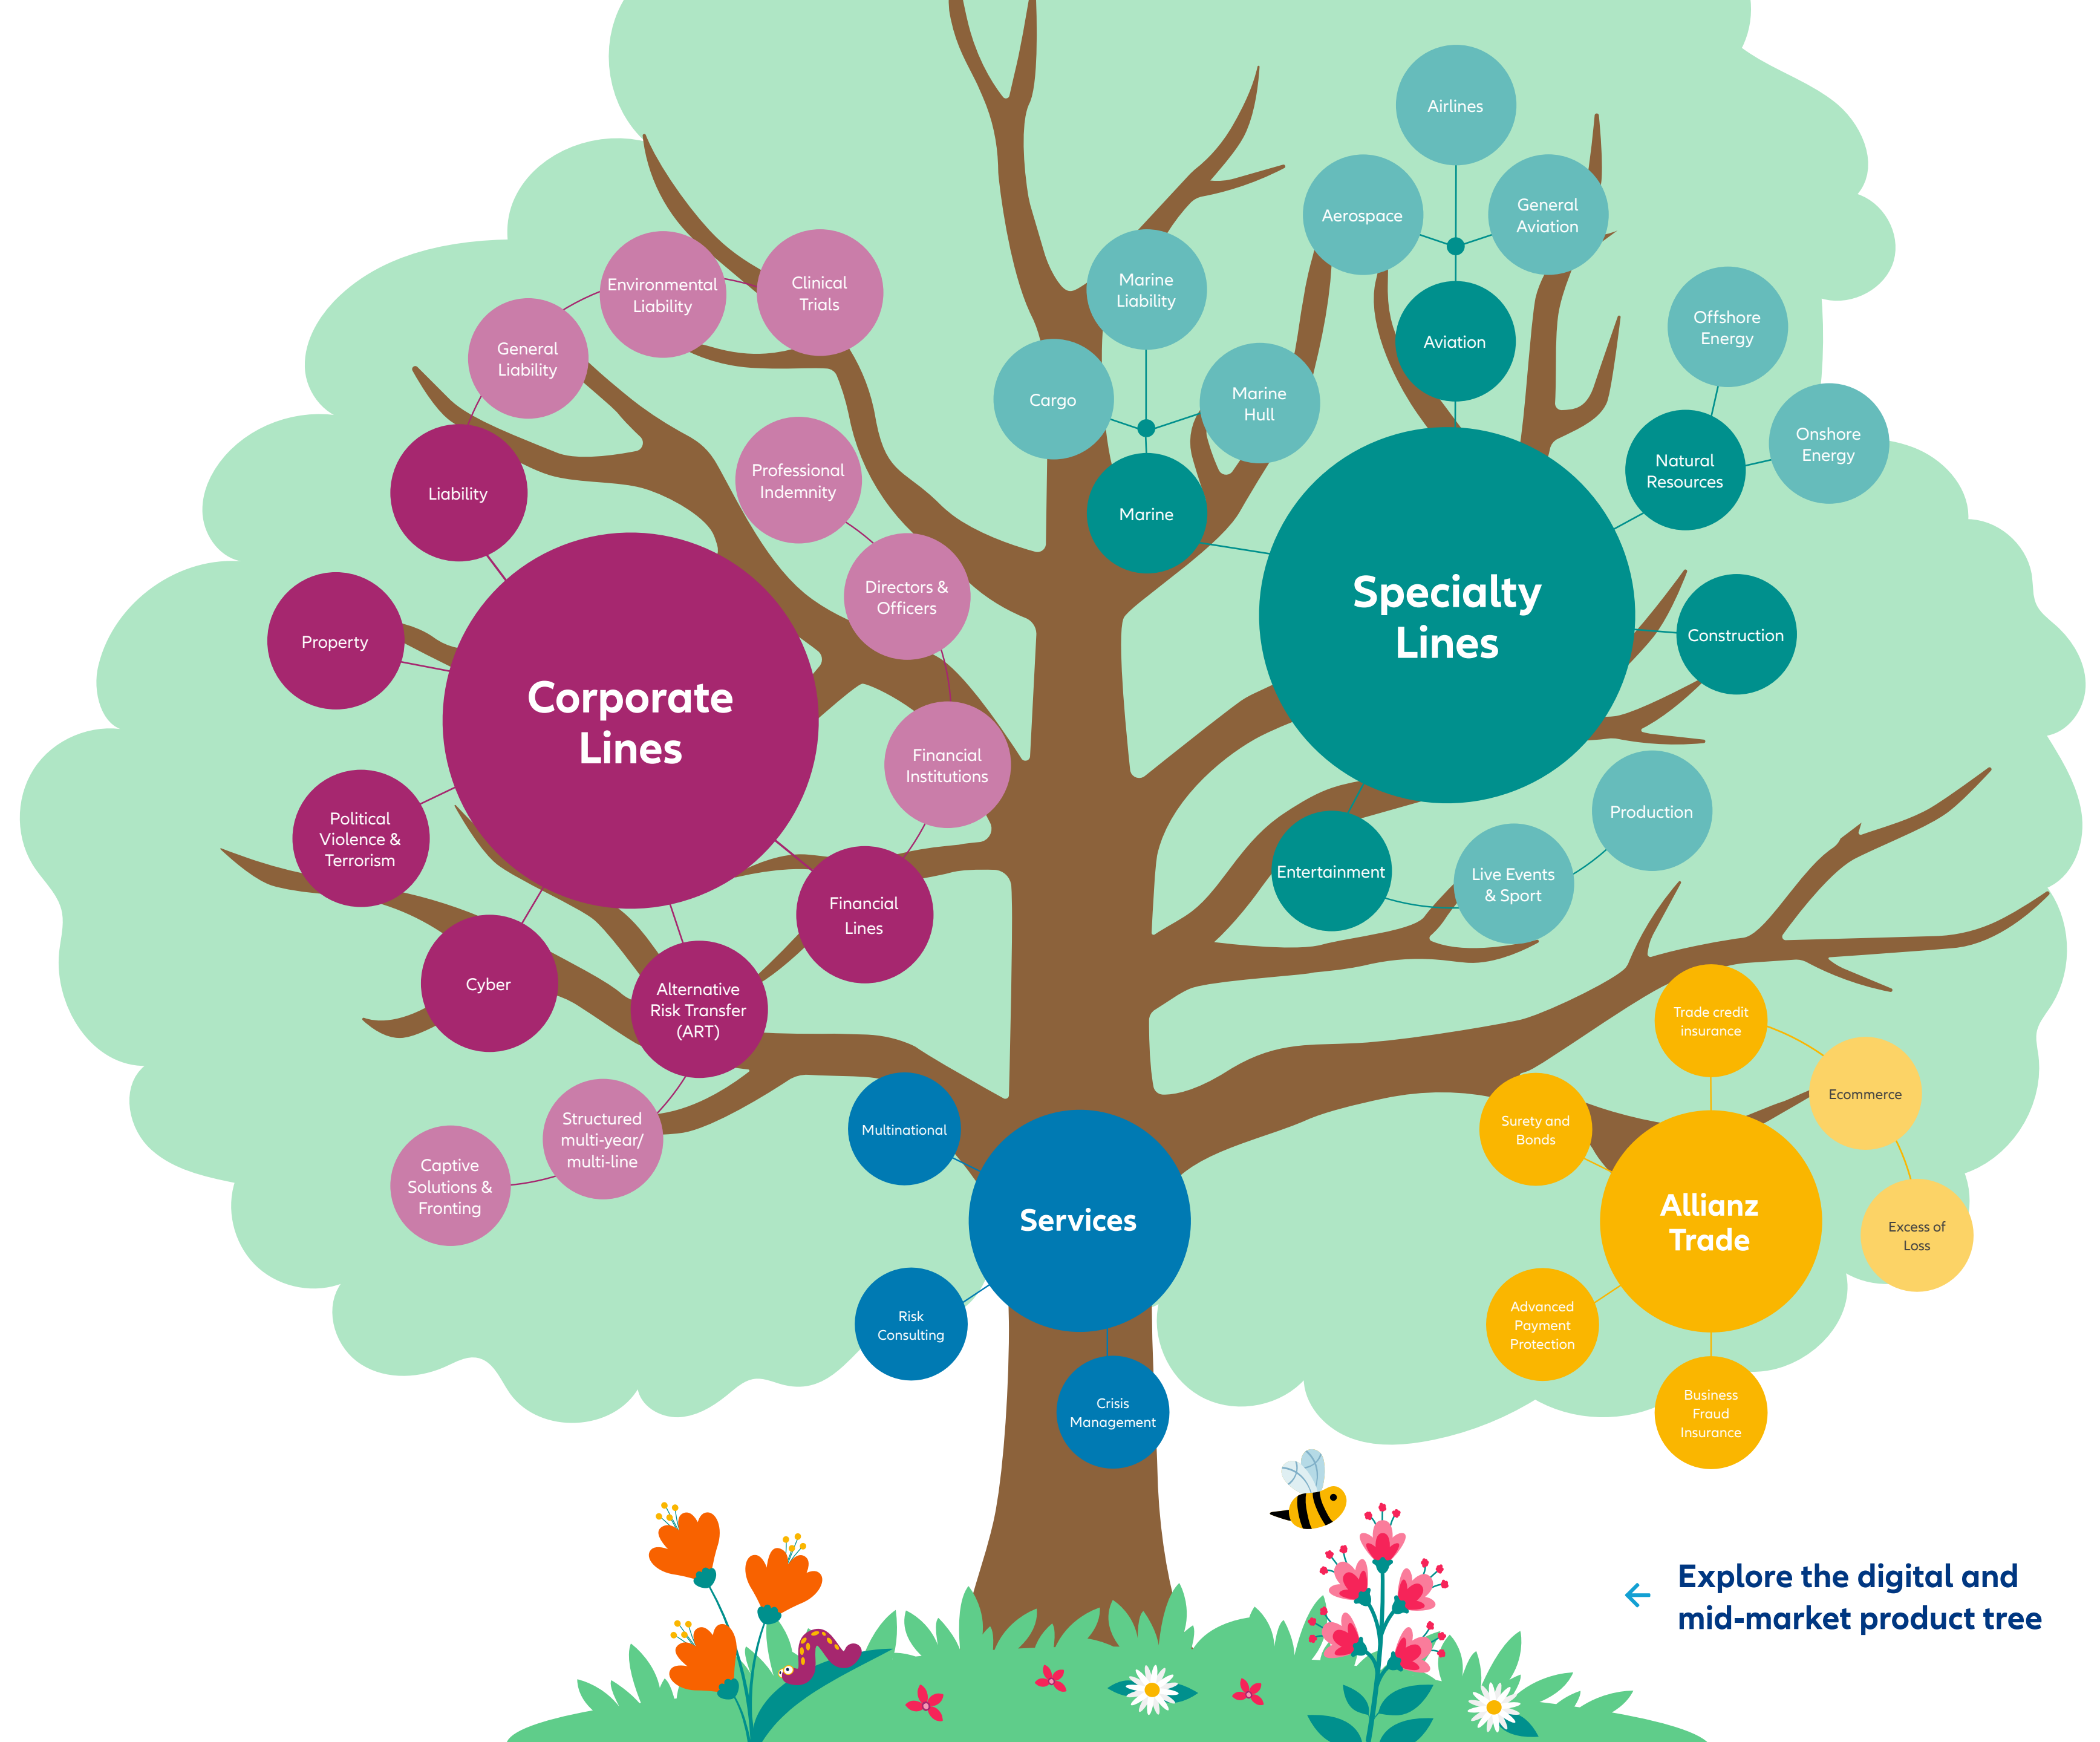 Airlines
Aerospace
General
Aviation
Aviation
Environmental
Liability
Clinical
Trials
General
Liability
Liability
Marine
Liability
Cargo
Marine
Hull
Marine
Offshore
Energy
Onshore
Energy
Natural
Resources
Professional
Indemnity
Directors &
Officers
Financial
Institutions
Property
Corporate
Lines
Specialty
Lines
Construction
Political
Violence &
Terrorism
Cyber
Alternative
Risk Transfer
(ART)
Financial
Lines
Entertainment
Live Events
& Sport
Production
Structured
multi-year/
multi-line
Captive
Solutions &
Fronting
Multinational
Services
Risk
Consulting
Crisis
Management
Trade credit
insurance
Ecommerce
Surety and
Bonds
Allianz
Trade
Excess of
Loss
Advanced
Payment
Protection
Business
Fraud
Insurance
Explore the digital and
mid-market product tree